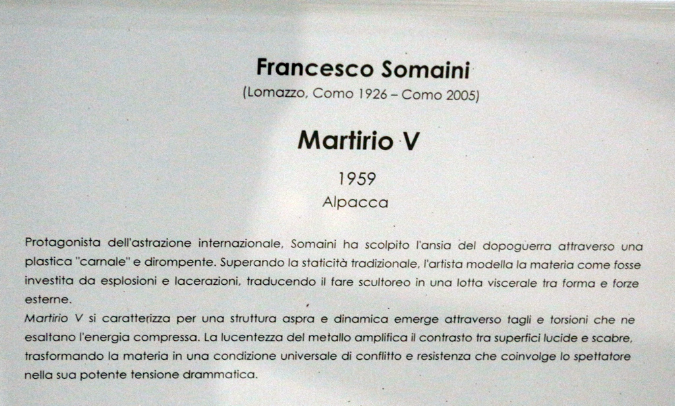 Francesco Somaini
(Lomazzo, Como 1926 – Como 2005)
Martirio V
1959
Alpacca
Protagonista dell'astrazione internazionale, Somaini ha scolpito l'ansia del dopoguerra attraverso una
plastica "carnale" e dirompente. Superando la staticità tradizionale, l'artista modella la materia come fosse
investita da esplosioni e lacerazioni, traducendo il fare scultoreo in una lotta viscerale tra forma e forze
esterne.
Martirio V si caratterizza per una struttura aspra e dinamica emerge attraverso tagli e torsioni che ne
esaltano l'energia compressa. La lucentezza del metallo amplifica il contrasto tra superfici lucide e scabre,
trasformando la materia in una condizione universale di conflitto e resistenza che coinvolge lo spettatore
nella sua potente tensione drammatica.